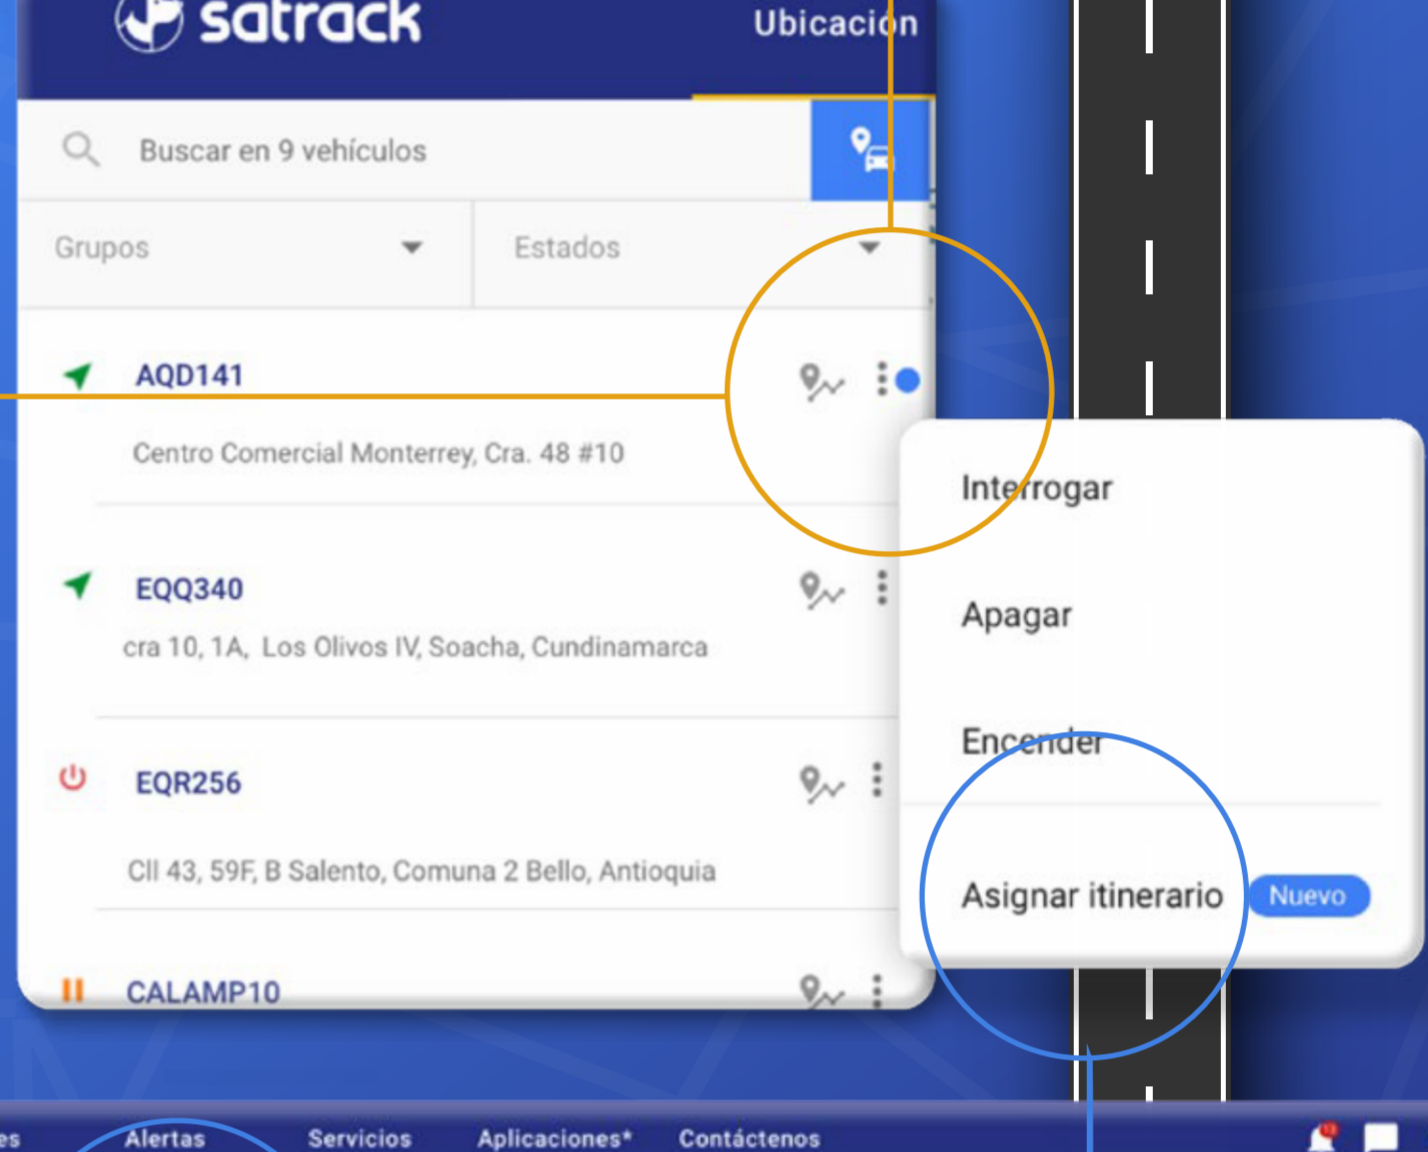 satrack
Ubicación
Buscar en 9 vehículos
Grupos
Estados
AQD141
Centro Comercial Monterrey, Cra. 48 #10
Interrogar
EQQ340
Apagar
cra 10, 1A, Los Olivos IV, Soacha, Cundinamarca
Encender
EQR256
Cll 43, 59F, B Salento, Comuna 2 Bello, Antioquia
Asignar itinerario
Nuevo
CALAMP10
es
Alertas
Servicios
Aplicaciones*
Contáctenos